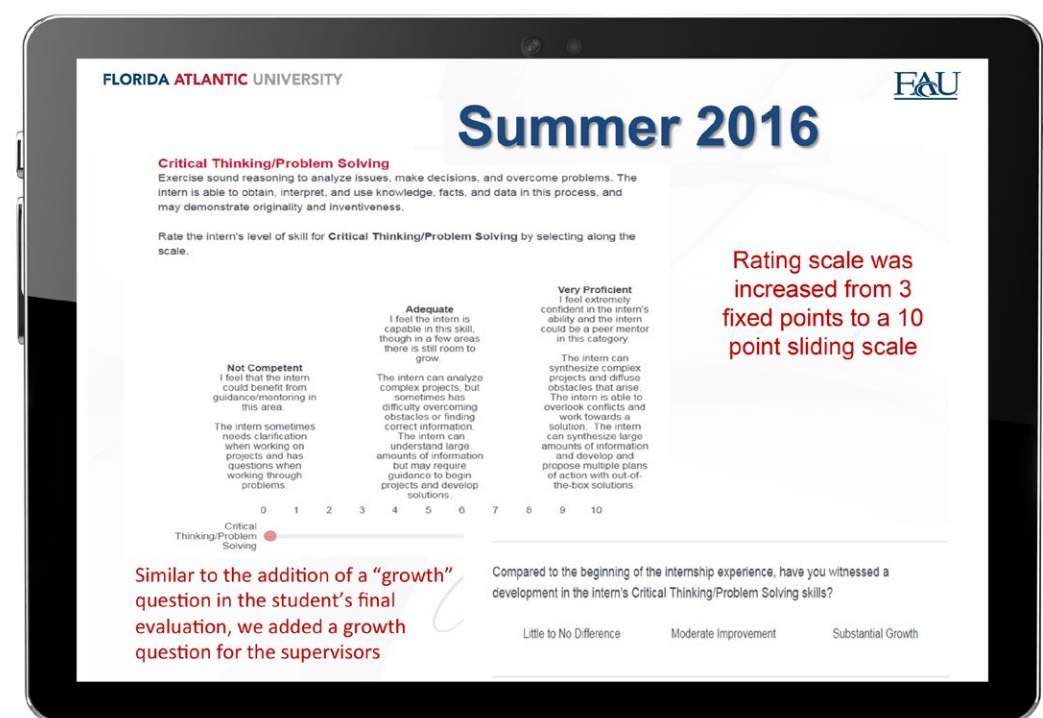 FLORIDA ATLANTIC UNIVERSITY
FAU
Summer 2016
Critical Thinking/Problem Solving
Exercise sound reasoning to analyze issues, make decisions, and overcome problems. The
intern is able to obtain, interpret, and use knowledge, facts, and data in this process, and
may demonstrate originality and inventiveness.
Rate the intern's level of skill for Critical Thinking/Problem Solving by selecting along the
scale.
Not Competent
I feel that the intern
could benefit from
guidance/mentoring in
this area.
The intern sometimes
needs clarification
when working on
projects and has
questions when
working through
problems.
Adequate
I feel the intern is
capable in this skill,
though in a few areas
there is still room to
grow.
The intern can analyze
complex projects, but
sometimes has
difficulty overcoming
obstacles or finding
correct information.
The intern can
understand large
amounts of information
but may require
guidance to begin
projects and develop
solutions.
Very Proficient
I feel extremely
confident in the intern's
ability and the intern
could be a peer mentor
in this category.
The intern can
synthesize complex
projects and diffuse
obstacles that arise.
The intern is able to
overlook conflicts and
work towards a
solution. The intern
can synthesize large
amounts of information
and develop and
propose multiple plans
of action with out-of-
the-box solutions.
0 1 2 3 4 5 6 7 8 9 10
Critical
Thinking/Problem
Solving
Rating scale was
increased from 3
fixed points to a 10
point sliding scale
Similar to the addition of a “growth”
question in the student’s final
evaluation, we added a growth
question for the supervisors
Compared to the beginning of the internship experience, have you witnessed a
development in the intern's Critical Thinking/Problem Solving skills?
Little to No Difference Moderate Improvement Substantial Growth